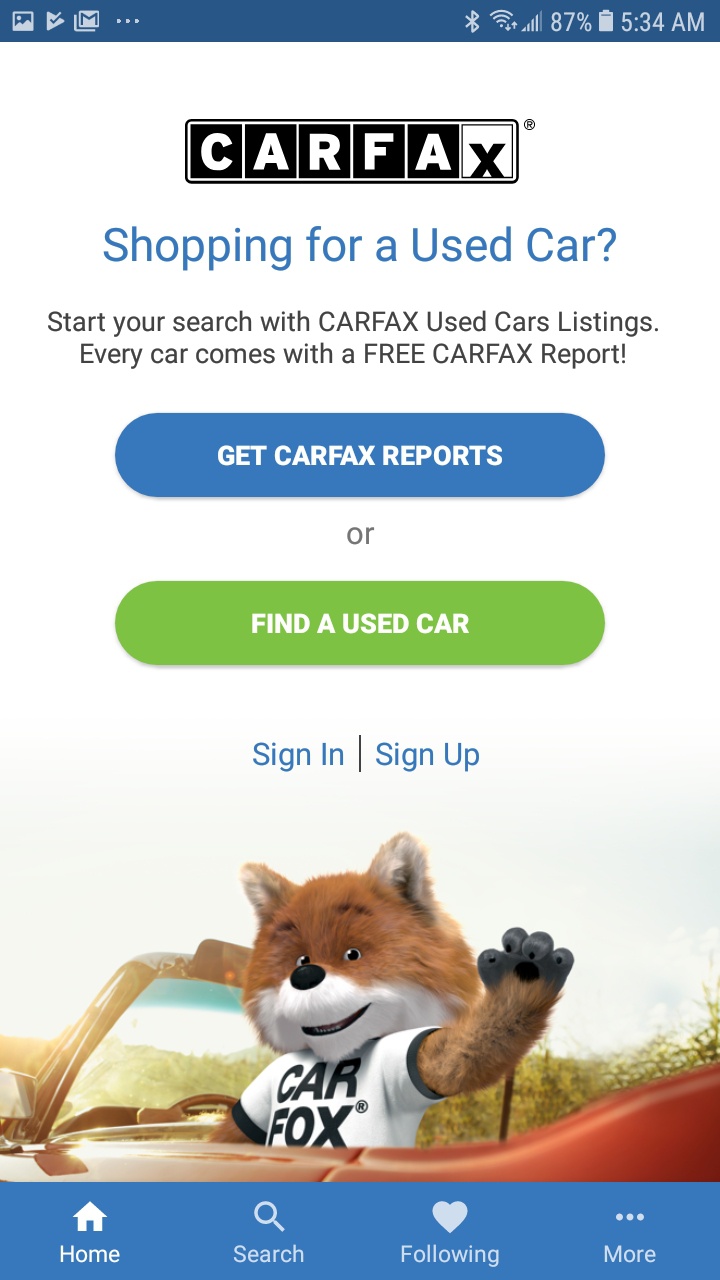 87% 5:34 AM
CARFAX®
Shopping for a Used Car?
Start your search with CARFAX Used Cars Listings.
Every car comes with a FREE CARFAX Report!
GET CARFAX REPORTS
or
FIND A USED CAR
Sign In | Sign Up
CAR
FOX®
Home Search Following More